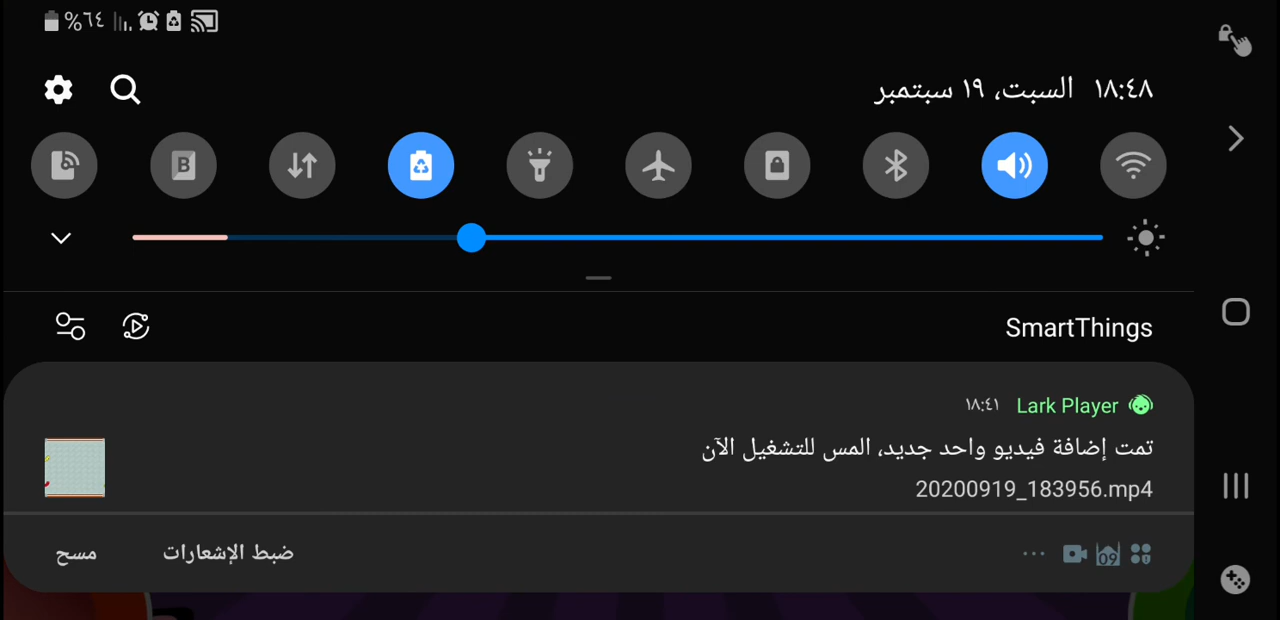 %٦٤
١٨:٤٨ السبت، ١٩ سبتمبر
B
SmartThings
Lark Player ١٨:٤١
تمت إضافة فيديو واحد جديد، المس للتشغيل الآن
20200919_183956.mp4
09
ضبط الإشعارات
مسح